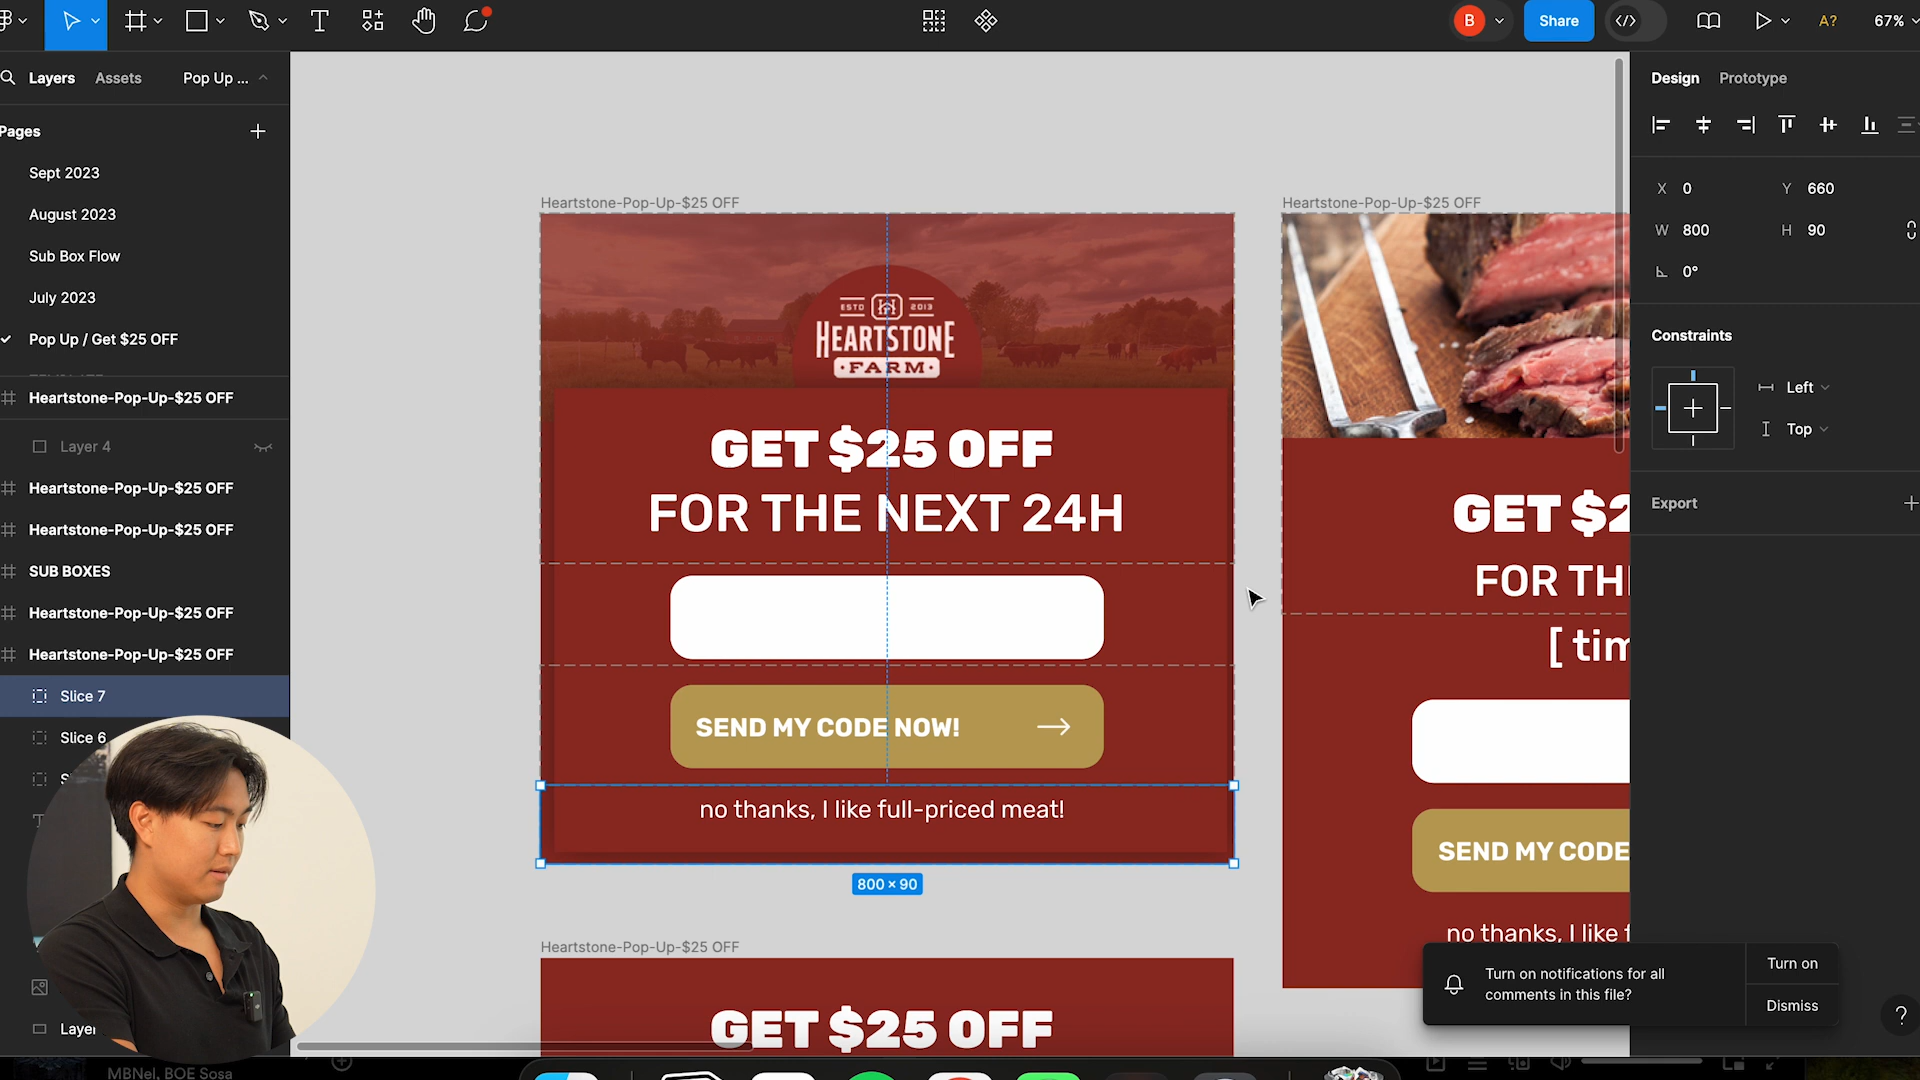 B
Share
A?
67%
Layers
Assets
Pop Up ...
Pages
Sept 2023
August 2023
Sub Box Flow
July 2023
Pop Up / Get $25 OFF
Heartstone-Pop-Up-$25 OFF
Layer 4
Heartstone-Pop-Up-$25 OFF
Heartstone-Pop-Up-$25 OFF
SUB BOXES
Heartstone-Pop-Up-$25 OFF
Heartstone-Pop-Up-$25 OFF
Slice 7
Slice 6
Layer
MBNel, BOE Sosa
Heartstone-Pop-Up-$25 OFF
ESTD H 2013
HEARTSTONE
FARM
GET $25 OFF
FOR THE NEXT 24H
SEND MY CODE NOW!
no thanks, I like full-priced meat!
800 × 90
Heartstone-Pop-Up-$25 OFF
GET $25 OFF
Heartstone-Pop-Up-$25 OFF
GET $2
FOR TH
[ tim
SEND MY CODE
no thanks, I like f
Turn on notifications for all
comments in this file?
Turn on
Dismiss
Design
Prototype
X 0
Y 660
W 800
H 90
0°
Constraints
Left
Top
Export
?